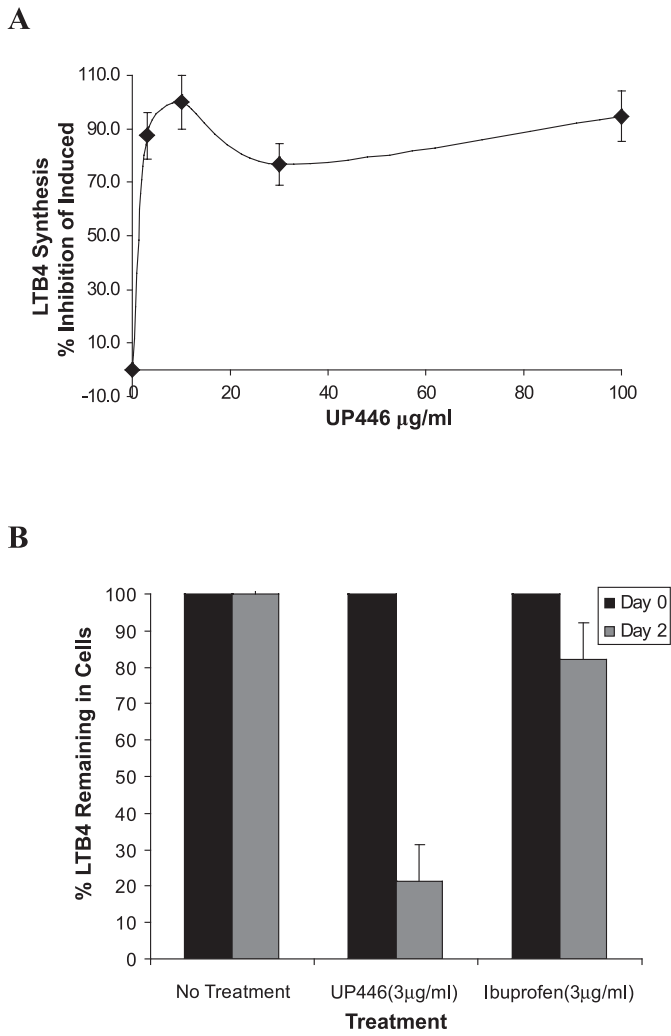 A
LTB4 Synthesis
% Inhibition of Induced
110.0
90.0
70.0
50.0
30.0
10.0
-10.0
0 20 40 60 80 100
UP446 µg/ml
B
% LTB4 Remaining in Cells
100
90
80
70
60
50
40
30
20
10
0
Day 0
Day 2
No Treatment UP446(3µg/ml) Ibuprofen(3µg/ml)
Treatment